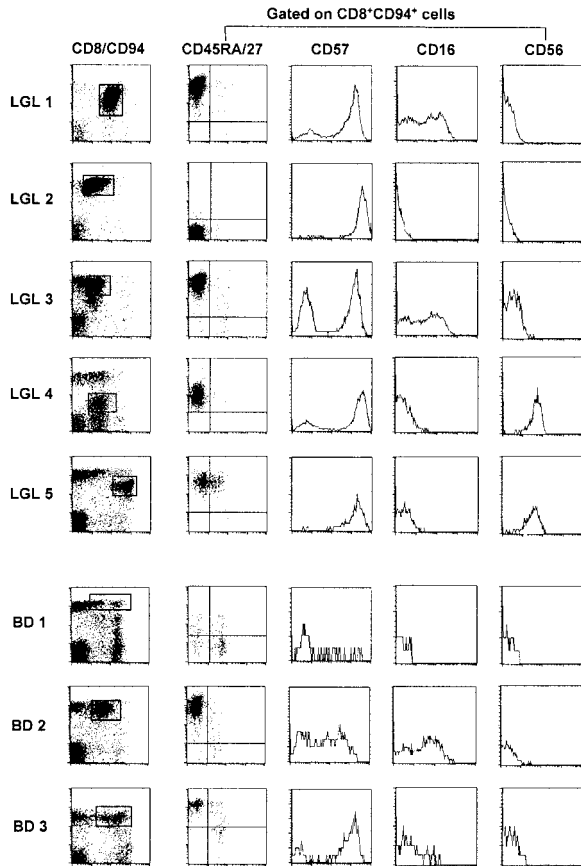 Gated on CD8⁺CD94⁺ cells
CD8/CD94 CD45RA/27 CD57 CD16 CD56
LGL 1
LGL 2
LGL 3
LGL 4
LGL 5
BD 1
BD 2
BD 3